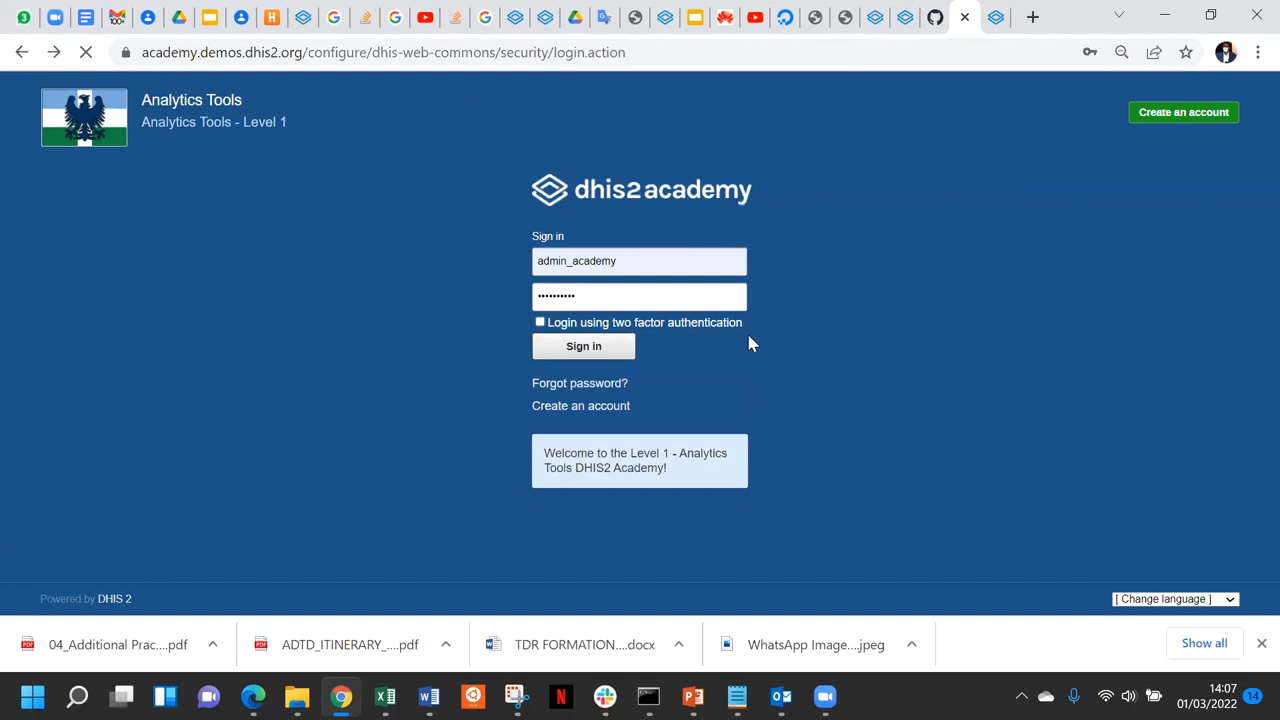 academy.demos.dhis2.org/configure/dhis-web-commons/security/login.action
Analytics Tools
Analytics Tools - Level 1
Create an account
dhis2 academy
Sign in
admin_academy
••••••••••
Login using two factor authentication
Sign in
Forgot password?
Create an account
Welcome to the Level 1 - Analytics
Tools DHIS2 Academy!
Powered by DHIS 2
[ Change language ]
04_Additional Prac....pdf
ADTD_ITINERARY_....pdf
TDR FORMATION....docx
WhatsApp Image....jpeg
Show all
14:07
01/03/2022
14